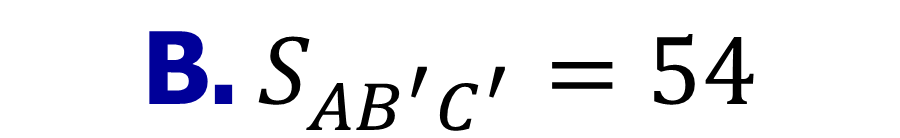 B. $S_{AB'C'} = 54$